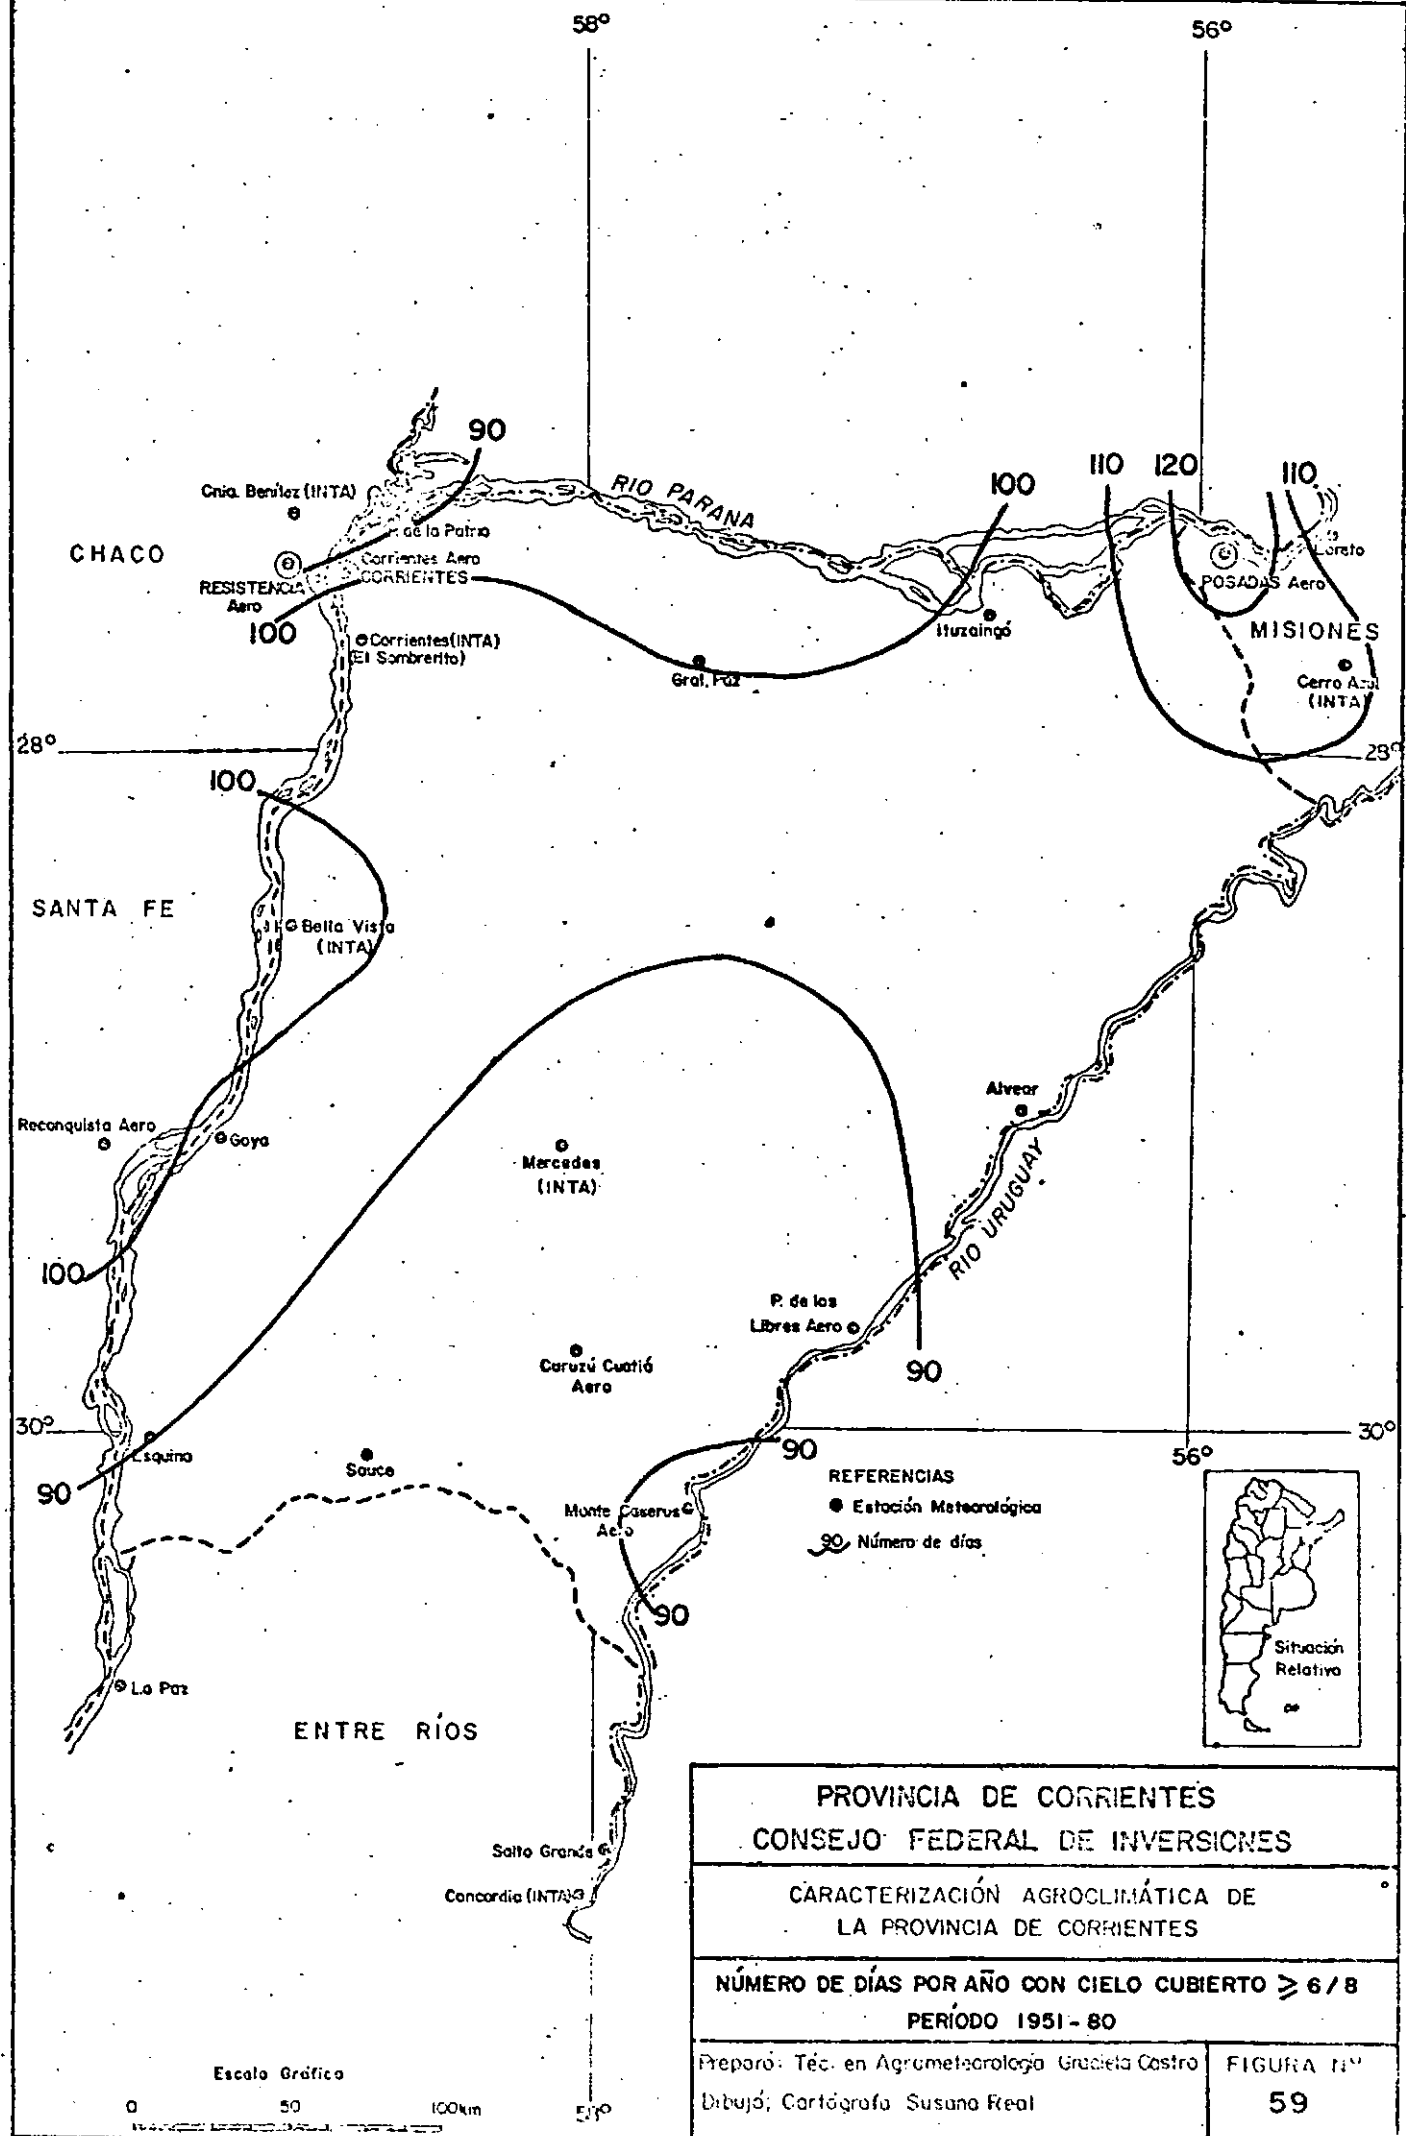 58°
56°
90
Cnia. Benítez (INTA)
RIO PARANA
100
110
120
110
de la Patria
CHACO
Corrientes Aero
CORRIENTES
Loreto
RESISTENCIA
Aero
POSADAS Aero
100
Ituzaingó
MISIONES
Corrientes (INTA)
(El Sombrerito)
Gral. Paz
Cerro Azul
(INTA)
28°
28°
100
SANTA FE
Bella Vista
(INTA)
Alvear
Reconquista Aero
Goya
Mercedes
(INTA)
RIO URUGUAY
100
P. de los
Libres Aero
Curuzú Cuatiá
Aero
90
30°
30°
Esquina
Sauce
90
56°
90
REFERENCIAS
Estación Meteorológica
Monte Caseros
Aero
90 Número de días
90
Situación
Relativa
La Paz
ENTRE RÍOS
PROVINCIA DE CORRIENTES
CONSEJO FEDERAL DE INVERSIONES
Salto Grande
Concordia (INTA)
CARACTERIZACIÓN AGROCLIMÁTICA DE
LA PROVINCIA DE CORRIENTES
NÚMERO DE DÍAS POR AÑO CON CIELO CUBIERTO ≥ 6/8
PERÍODO 1951-80
Preparó: Téc. en Agrometeorología Graciela Castro
Dibujó; Cartógrafa Susana Real
FIGURA Nº
59
Escala Gráfica
0 50 100km
58°